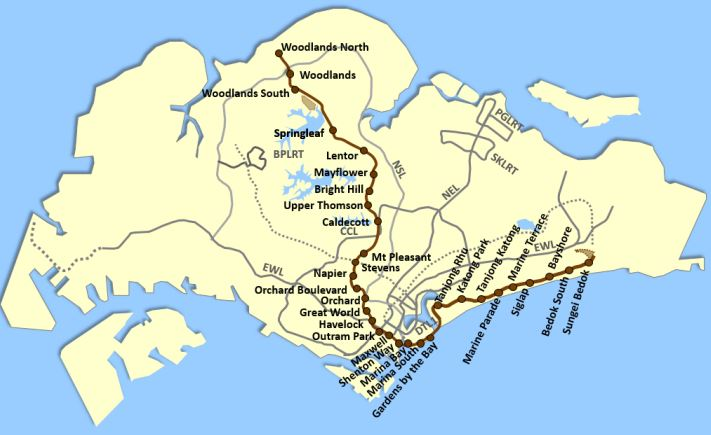 Woodlands North
Woodlands
Woodlands South
PGLRT
Springleaf
BPLRT
Lentor
NSL
SKLRT
Mayflower
NEL
Bright Hill
Upper Thomson
Caldecott
CCL
Mt Pleasant
Stevens
EWL
Napier
Orchard Boulevard
Orchard
Great World
Havelock
Outram Park
Maxwell
Shenton Way
Marina Bay
Marina South
Gardens by the Bay
DTL
Tanjong Rhu
Katong Park
Tanjong Katong
Marine Parade
Marine Terrace
Siglap
EWL
Bayshore
Bedok South
Sungei Bedok